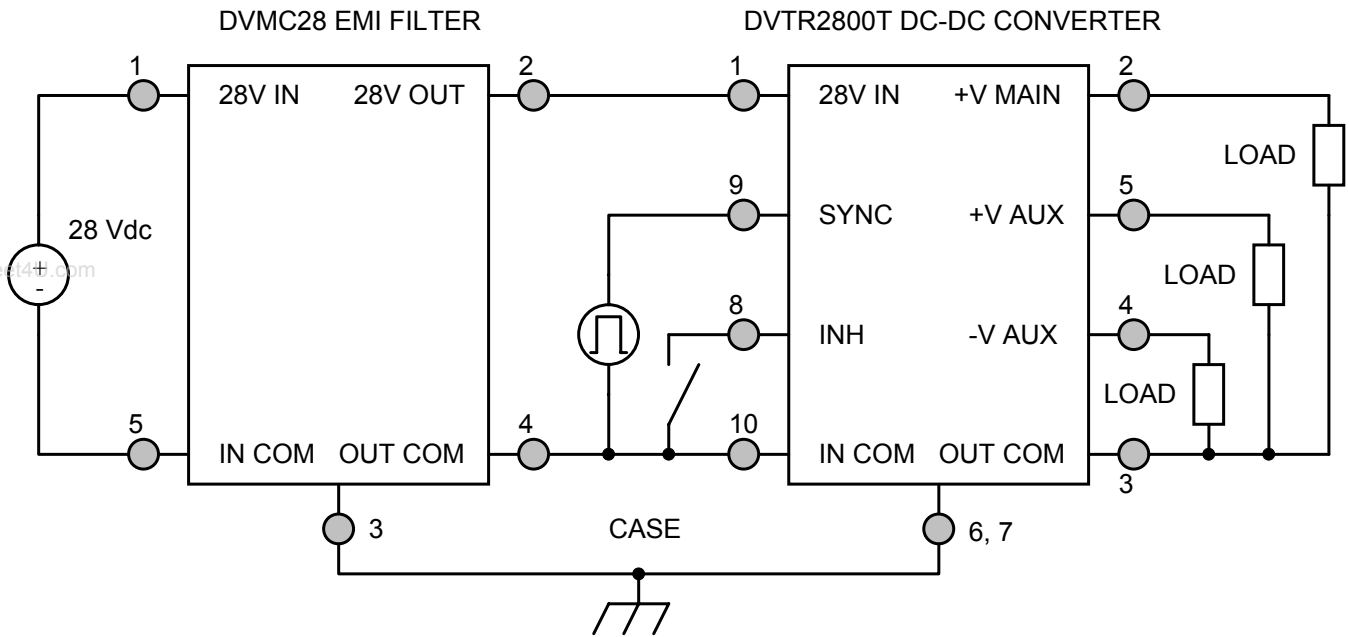 DVMC28 EMI FILTER
DVTR2800T DC-DC CONVERTER
1
2
1
2
28V IN
28V OUT
28V IN
+V MAIN
LOAD
9
5
SYNC
+V AUX
28 Vdc
+
-
et4U.com
LOAD
8
4
INH
-V AUX
LOAD
5
4
10
IN COM
OUT COM
IN COM
OUT COM
3
3
CASE
6, 7